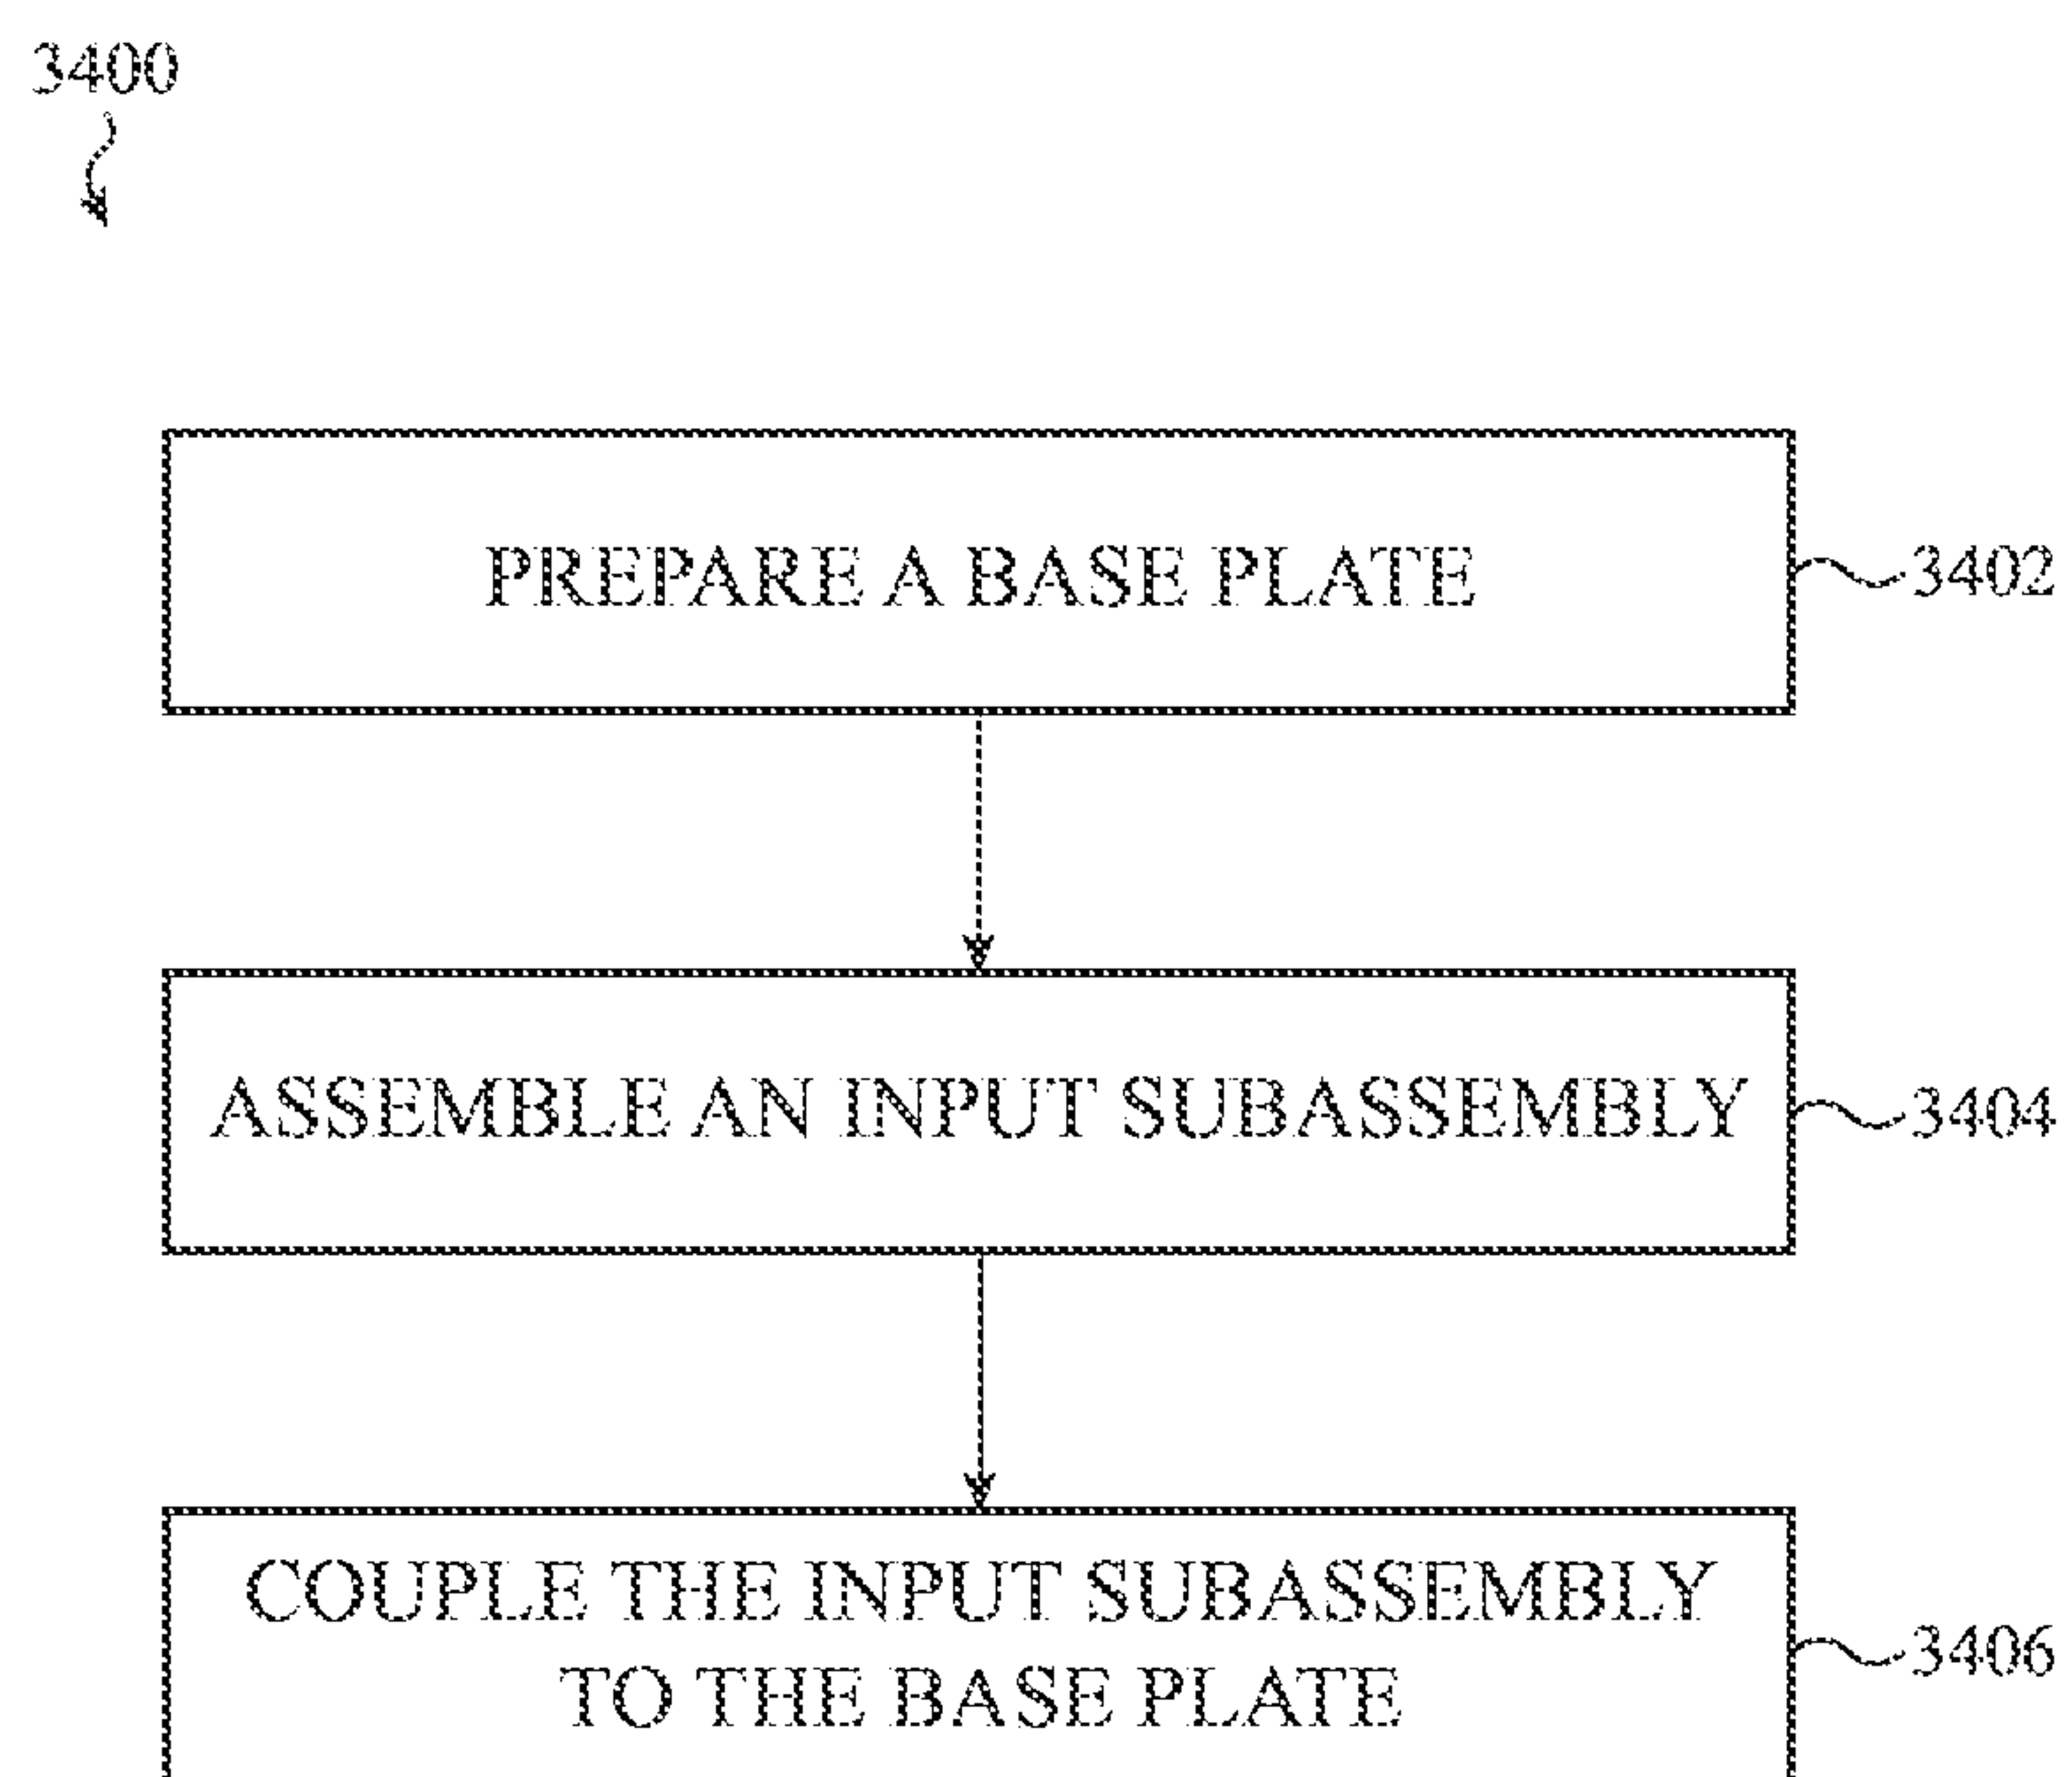 3400
PREPARE A BASE PLATE
3402
ASSEMBLE AN INPUT SUBASSEMBLY
3404
COUPLE THE INPUT SUBASSEMBLY
TO THE BASE PLATE
3406